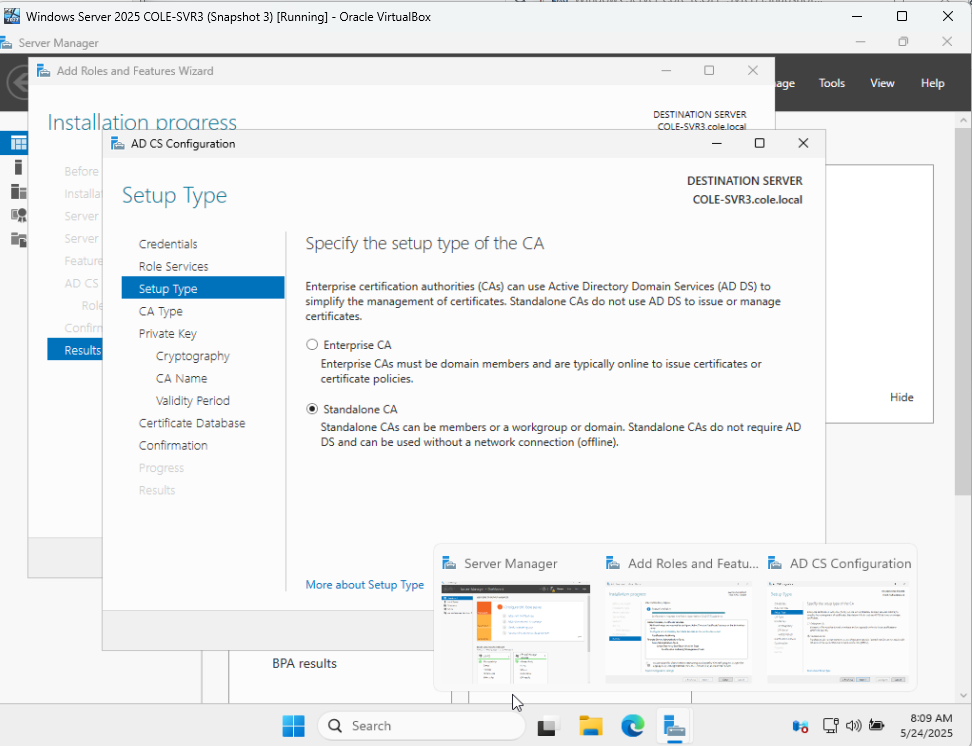 Windows Server 2025 COLE-SVR3 (Snapshot 3) [Running] - Oracle VirtualBox
Server Manager
Add Roles and Features Wizard
Tools
View
Help
Installation progress
DESTINATION SERVER
COLE-SVR3.cole.local
AD CS Configuration
Before
Server
Server
AD CS
Results
Setup Type
DESTINATION SERVER
COLE-SVR3.cole.local
Credentials
Role Services
Setup Type
CA Type
Private Key
Cryptography
CA Name
Validity Period
Certificate Database
Confirmation
Progress
Results
Specify the setup type of the CA
Enterprise certification authorities (CAs) can use Active Directory Domain Services (AD DS) to
simplify the management of certificates. Standalone CAs do not use AD DS to issue or manage
certificates.
Enterprise CA
Enterprise CAs must be domain members and are typically online to issue certificates or
certificate policies.
Standalone CA
Standalone CAs can be members or a workgroup or domain. Standalone CAs do not require AD
DS and can be used without a network connection (offline).
More about Setup Type
Hide
Server Manager
Add Roles and Featu...
AD CS Configuration
BPA results
Search
8:09 AM
5/24/2025